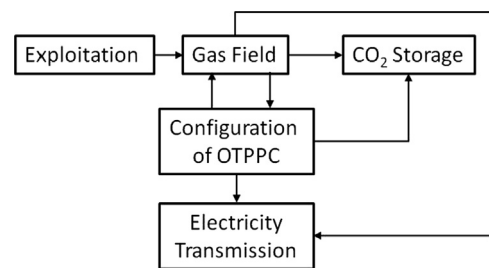 Exploitation
Gas Field
CO₂ Storage
Configuration
of OTPPC
Electricity
Transmission